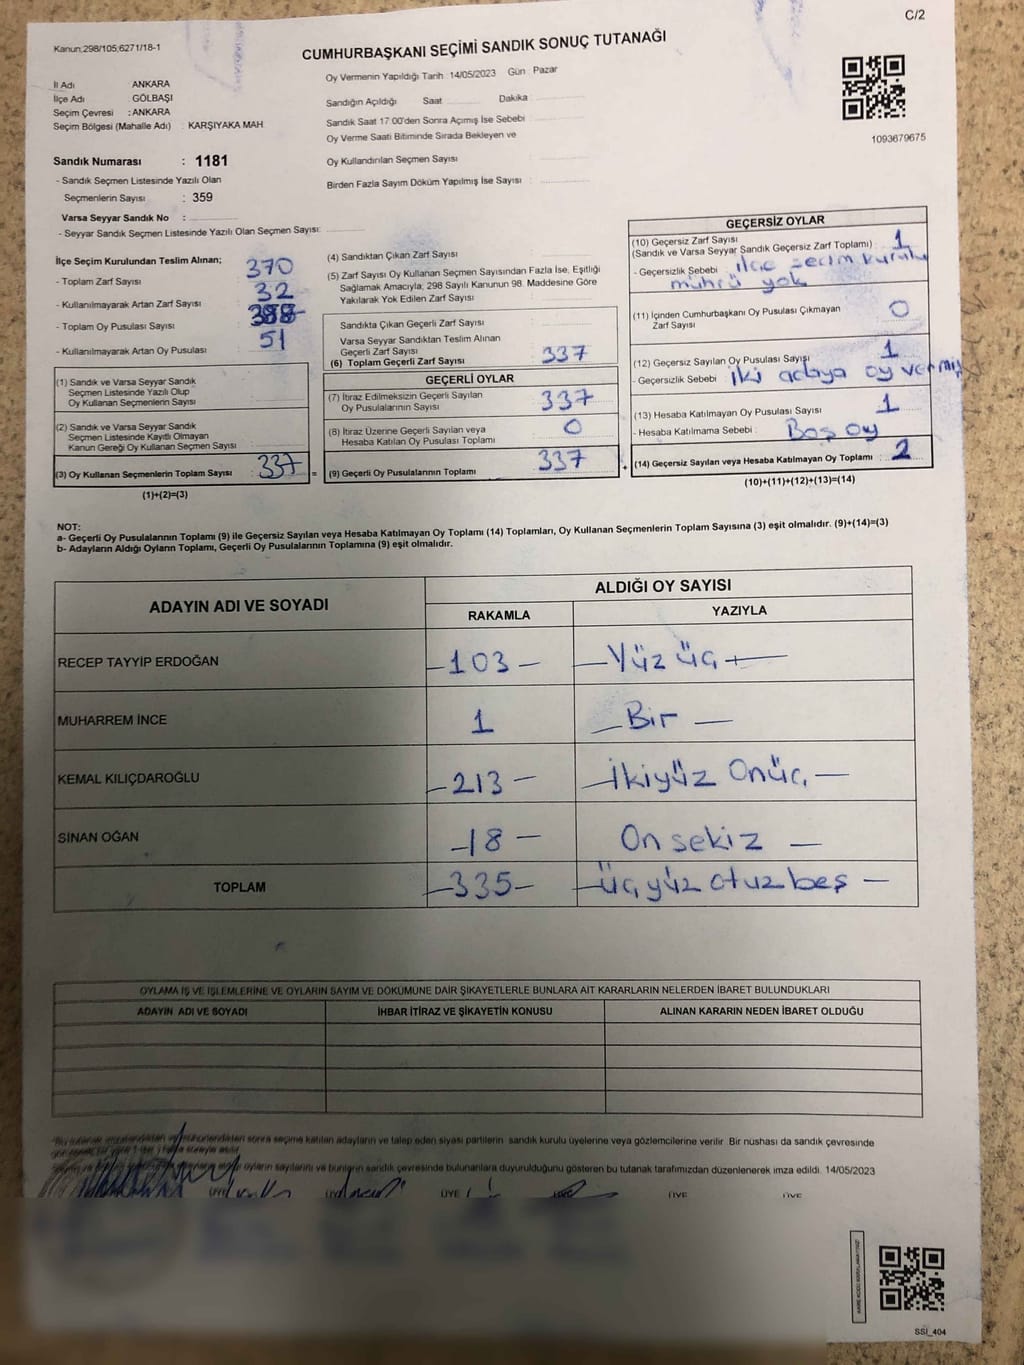 C/2
Kanun;298/105;6271/18-1
CUMHURBAŞKANI SEÇİMİ SANDIK SONUÇ TUTANAĞI
İl Adı ANKARA
İlçe Adı GÖLBAŞI
Seçim Çevresi : ANKARA
Seçim Bölgesi (Mahalle Adı) : KARŞIYAKA MAH
Sandık Numarası : 1181
- Sandık Seçmen Listesinde Yazılı Olan
Seçmenlerin Sayısı : 359
Varsa Seyyar Sandık No :
- Seyyar Sandık Seçmen Listesinde Yazılı Olan Seçmen Sayısı:
Oy Vermenin Yapıldığı Tarih : 14/05/2023 Gün Pazar
Sandığın Açıldığı Saat Dakika
Sandık Saat 17:00'den Sonra Açımış İse Sebebi
Oy Verme Saati Bitiminde Sırada Bekleyen ve
Oy Kullandırılan Seçmen Sayısı
Birden Fazla Sayım Döküm Yapılmış İse Sayısı :
1093679675
İlçe Seçim Kurulundan Teslim Alınan;
- Toplam Zarf Sayısı 370
- Kullanılmayarak Artan Zarf Sayısı 32
- Toplam Oy Pusulası Sayısı
- Kullanılmayarak Artan Oy Pusulası : 51
(1) Sandık ve Varsa Seyyar Sandık
Seçmen Listesinde Yazılı Olup
Oy Kullanan Seçmenlerin Sayısı
(2) Sandık ve Varsa Seyyar Sandık
Seçmen Listesinde Kayıtlı Olmayan
Kanun Gereği Oy Kullanan Seçmen Sayısı
(3) Oy Kullanan Seçmenlerin Toplam Sayısı : 337 =
(1)+(2)=(3)
(4) Sandıktan Çıkan Zarf Sayısı
(5) Zarf Sayısı Oy Kullanan Seçmen Sayısından Fazla İse, Eşitliği
Sağlamak Amacıyla, 298 Sayılı Kanunun 98. Maddesine Göre
Yakılarak Yok Edilen Zarf Sayısı
Sandıkta Çıkan Geçerli Zarf Sayısı
Varsa Seyyar Sandıktan Teslim Alınan
Geçerli Zarf Sayısı
(6) Toplam Geçerli Zarf Sayısı 337
GEÇERLİ OYLAR
(7) İtiraz Edilmeksizin Geçerli Sayılan
Oy Pusulalarının Sayısı 337
(8) İtiraz Üzerine Geçerli Sayılan veya
Hesaba Katılan Oy Pusulası Toplamı 0
(9) Geçerli Oy Pusulalarının Toplamı 337 +
GEÇERSİZ OYLAR
(10) Geçersiz Zarf Sayısı
(Sandık ve Varsa Seyyar Sandık Geçersiz Zarf Toplamı) : 1
- Geçersizlik Sebebi : ilçe seçim kurulu
mührü yok
(11) İçinden Cumhurbaşkanı Oy Pusulası Çıkmayan
Zarf Sayısı 0
(12) Geçersiz Sayılan Oy Pusulası Sayısı 1
- Geçersizlik Sebebi : iki adaya oy vermiş
(13) Hesaba Katılmayan Oy Pusulası Sayısı 1
- Hesaba Katılmama Sebebi : Boş oy
(14) Geçersiz Sayılan veya Hesaba Katılmayan Oy Toplamı : 2
(10)+(11)+(12)+(13)=(14)
NOT:
a- Geçerli Oy Pusulalarının Toplamı (9) ile Geçersiz Sayılan veya Hesaba Katılmayan Oy Toplamı (14) Toplamları, Oy Kullanan Seçmenlerin Toplam Sayısına (3) eşit olmalıdır. (9)+(14)=(3)
b- Adayların Aldığı Oyların Toplamı, Geçerli Oy Pusulalarının Toplamına (9) eşit olmalıdır.
ADAYIN ADI VE SOYADI
ALDIĞI OY SAYISI
RAKAMLA YAZIYLA
RECEP TAYYİP ERDOĞAN -103- -Yüz üç-
MUHARREM İNCE 1 -Bir-
KEMAL KILIÇDAROĞLU -213- -İkiyüz Onüç-
SİNAN OĞAN -18- On sekiz -
TOPLAM -335- -üç yüz otuz beş-
OYLAMA İŞ VE İŞLEMLERİNE VE OYLARIN SAYIM VE DÖKÜMÜNE DAİR ŞİKAYETLERLE BUNLARA AİT KARARLARIN NELERDEN İBARET BULUNDUKLARI
ADAYIN ADI VE SOYADI İHBAR İTİRAZ VE ŞİKAYETİN KONUSU ALINAN KARARIN NEDEN İBARET OLDUĞU
sonra seçime katılan adayların ve talep eden siyasi partilerin sandık kurulu üyelerine veya gözlemcilerine verilir. Bir nüshası da sandık çevresinde
oyların sayılarını ve bunların sandık çevresinde bulunanlara duyurulduğunu gösteren bu tutanak tarafımızdan düzenlenerek imza edildi. 14/05/2023
ÜYE ÜYE ÜYE ÜYE ÜYE
SSI_404